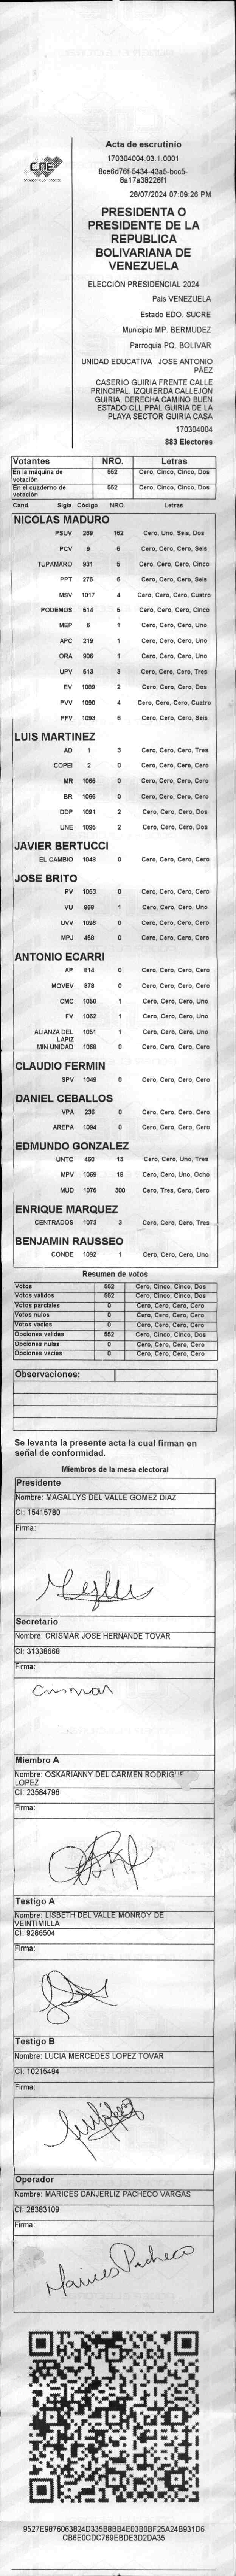 CNE
Acta de escrutinio
170304004.03.1.0001
8ce6d76f-5434-43a5-bcc5-
8a17a38226f1
28/07/2024 07:09:26 PM
PRESIDENTA O
PRESIDENTE DE LA
REPUBLICA
BOLIVARIANA DE
VENEZUELA
ELECCIÓN PRESIDENCIAL 2024
Pais VENEZUELA
Estado EDO. SUCRE
Municipio MP. BERMUDEZ
Parroquia PQ. BOLIVAR
UNIDAD EDUCATIVA JOSE ANTONIO
PÁEZ
CASERIO GUIRIA FRENTE CALLE
PRINCIPAL IZQUIERDA CALLEJÓN
GUIRIA. DERECHA CAMINO BUEN
ESTADO CLL PPAL GUIRIA DE LA
PLAYA SECTOR GUIRIA CASA
170304004
883 Electores
Votantes NRO. Letras
En la máquina de votación 552 Cero, Cinco, Cinco, Dos
En el cuaderno de votación 552 Cero, Cinco, Cinco, Dos
Cand. Sigla Código NRO. Letras
NICOLAS MADURO
PSUV 269 162 Cero, Uno, Seis, Dos
PCV 9 6 Cero, Cero, Cero, Seis
TUPAMARO 931 5 Cero, Cero, Cero, Cinco
PPT 276 6 Cero, Cero, Cero, Seis
MSV 1017 4 Cero, Cero, Cero, Cuatro
PODEMOS 514 5 Cero, Cero, Cero, Cinco
MEP 6 1 Cero, Cero, Cero, Uno
APC 219 1 Cero, Cero, Cero, Uno
ORA 906 1 Cero, Cero, Cero, Uno
UPV 513 3 Cero, Cero, Cero, Tres
EV 1089 2 Cero, Cero, Cero, Dos
PVV 1090 4 Cero, Cero, Cero, Cuatro
PFV 1093 6 Cero, Cero, Cero, Seis
LUIS MARTINEZ
AD 1 3 Cero, Cero, Cero, Tres
COPEI 2 0 Cero, Cero, Cero, Cero
MR 1065 0 Cero, Cero, Cero, Cero
BR 1066 0 Cero, Cero, Cero, Cero
DDP 1091 2 Cero, Cero, Cero, Dos
UNE 1095 2 Cero, Cero, Cero, Dos
JAVIER BERTUCCI
EL CAMBIO 1048 0 Cero, Cero, Cero, Cero
JOSE BRITO
PV 1053 0 Cero, Cero, Cero, Cero
VU 868 1 Cero, Cero, Cero, Uno
UVV 1096 0 Cero, Cero, Cero, Cero
MPJ 458 0 Cero, Cero, Cero, Cero
ANTONIO ECARRI
AP 814 0 Cero, Cero, Cero, Cero
MOVEV 879 0 Cero, Cero, Cero, Cero
CMC 1050 1 Cero, Cero, Cero, Uno
FV 1062 1 Cero, Cero, Cero, Uno
ALIANZA DEL LAPIZ 1051 1 Cero, Cero, Cero, Uno
MIN UNIDAD 1068 0 Cero, Cero, Cero, Cero
CLAUDIO FERMIN
SPV 1049 0 Cero, Cero, Cero, Cero
DANIEL CEBALLOS
VPA 236 0 Cero, Cero, Cero, Cero
AREPA 1094 0 Cero, Cero, Cero, Cero
EDMUNDO GONZALEZ
UNTC 460 13 Cero, Cero, Uno, Tres
MPV 1069 18 Cero, Cero, Uno, Ocho
MUD 1075 300 Cero, Tres, Cero, Cero
ENRIQUE MARQUEZ
CENTRADOS 1073 3 Cero, Cero, Cero, Tres
BENJAMIN RAUSSEO
CONDE 1092 1 Cero, Cero, Cero, Uno
Resumen de votos
Votos 552 Cero, Cinco, Cinco, Dos
Votos validos 552 Cero, Cinco, Cinco, Dos
Votos parciales 0 Cero, Cero, Cero, Cero
Votos nulos 0 Cero, Cero, Cero, Cero
Votos vacios 0 Cero, Cero, Cero, Cero
Opciones validas 552 Cero, Cinco, Cinco, Dos
Opciones nulas 0 Cero, Cero, Cero, Cero
Opciones vacias 0 Cero, Cero, Cero, Cero
Observaciones:
Se levanta la presente acta la cual firman en
señal de conformidad.
Miembros de la mesa electoral
Presidente
Nombre: MAGALLYS DEL VALLE GOMEZ DIAZ
CI: 15415780
Firma:
Secretario
Nombre: CRISMAR JOSE HERNANDE TOVAR
CI: 31338668
Firma:
Crismar
Miembro A
Nombre: OSKARIANNY DEL CARMEN RODRIGUEZ
LOPEZ
CI: 23584796
Firma:
Testigo A
Nombre: LISBETH DEL VALLE MONROY DE
VEINTIMILLA
CI: 9286504
Firma:
Testigo B
Nombre: LUCIA MERCEDES LOPEZ TOVAR
CI: 10215494
Firma:
Operador
Nombre: MARICES DANJERLIZ PACHECO VARGAS
CI: 28383109
Firma:
Marices Pacheco
9527E9876063824D335B8BB4E03B0BF25A24B931D6
CB6E0CDC769EBDE3D2DA35